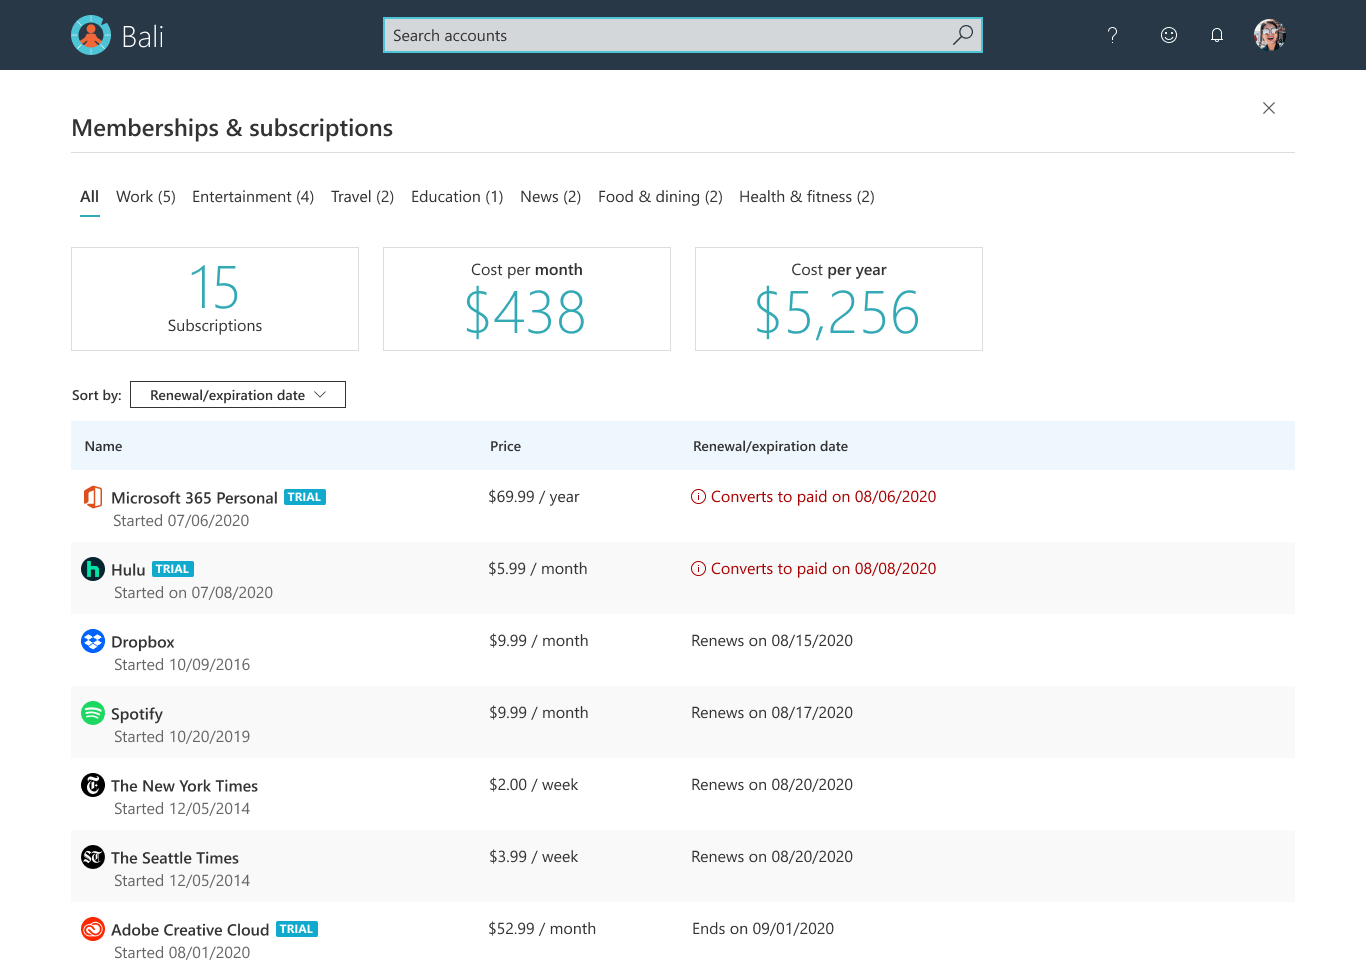 Bali
Search accounts
?
Memberships & subscriptions
All Work (5) Entertainment (4) Travel (2) Education (1) News (2) Food & dining (2) Health & fitness (2)
15
Subscriptions
Cost per month
$438
Cost per year
$5,256
Sort by: Renewal/expiration date
Name Price Renewal/expiration date
Microsoft 365 Personal TRIAL $69.99 / year Converts to paid on 08/06/2020
Started 07/06/2020
Hulu TRIAL $5.99 / month Converts to paid on 08/08/2020
Started on 07/08/2020
Dropbox $9.99 / month Renews on 08/15/2020
Started 10/09/2016
Spotify $9.99 / month Renews on 08/17/2020
Started 10/20/2019
The New York Times $2.00 / week Renews on 08/20/2020
Started 12/05/2014
The Seattle Times $3.99 / week Renews on 08/20/2020
Started 12/05/2014
Adobe Creative Cloud TRIAL $52.99 / month Ends on 09/01/2020
Started 08/01/2020